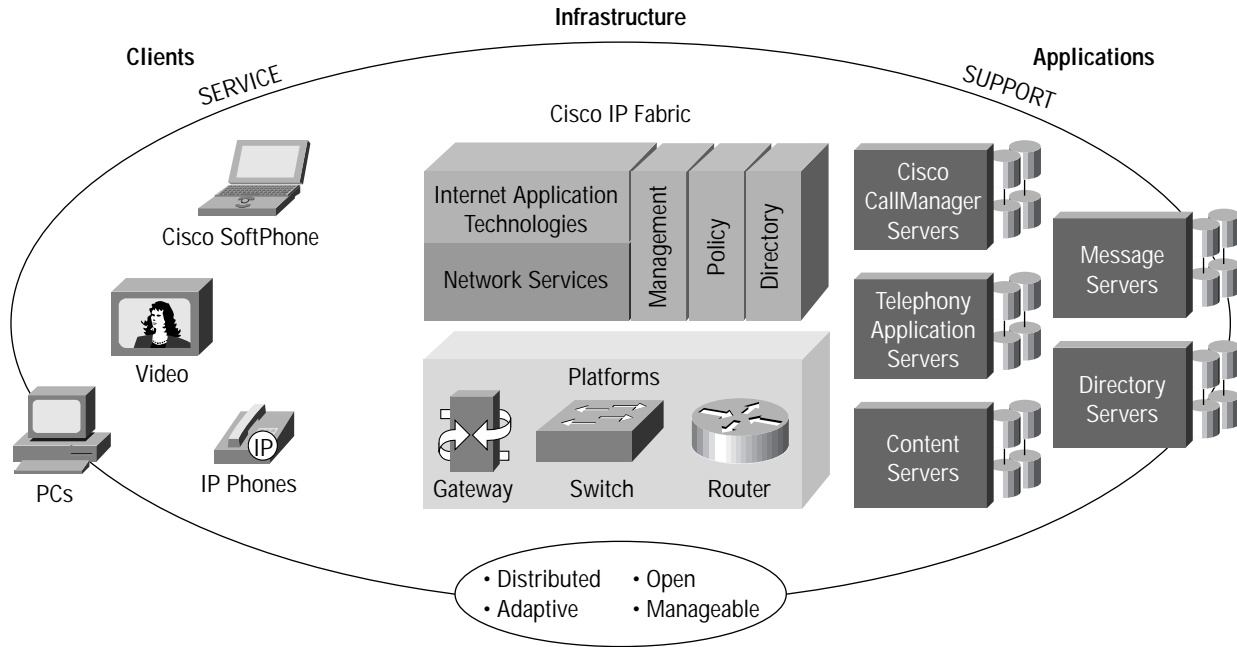 Infrastructure
Clients
Applications
SERVICE
SUPPORT
Cisco SoftPhone
Video
PCs
IP Phones
IP
Cisco IP Fabric
Internet Application
Technologies
Network Services
Management
Policy
Directory
Platforms
Gateway
Switch
Router
Cisco
CallManager
Servers
Telephony
Application
Servers
Content
Servers
Message
Servers
Directory
Servers
• Distributed • Open
• Adaptive • Manageable